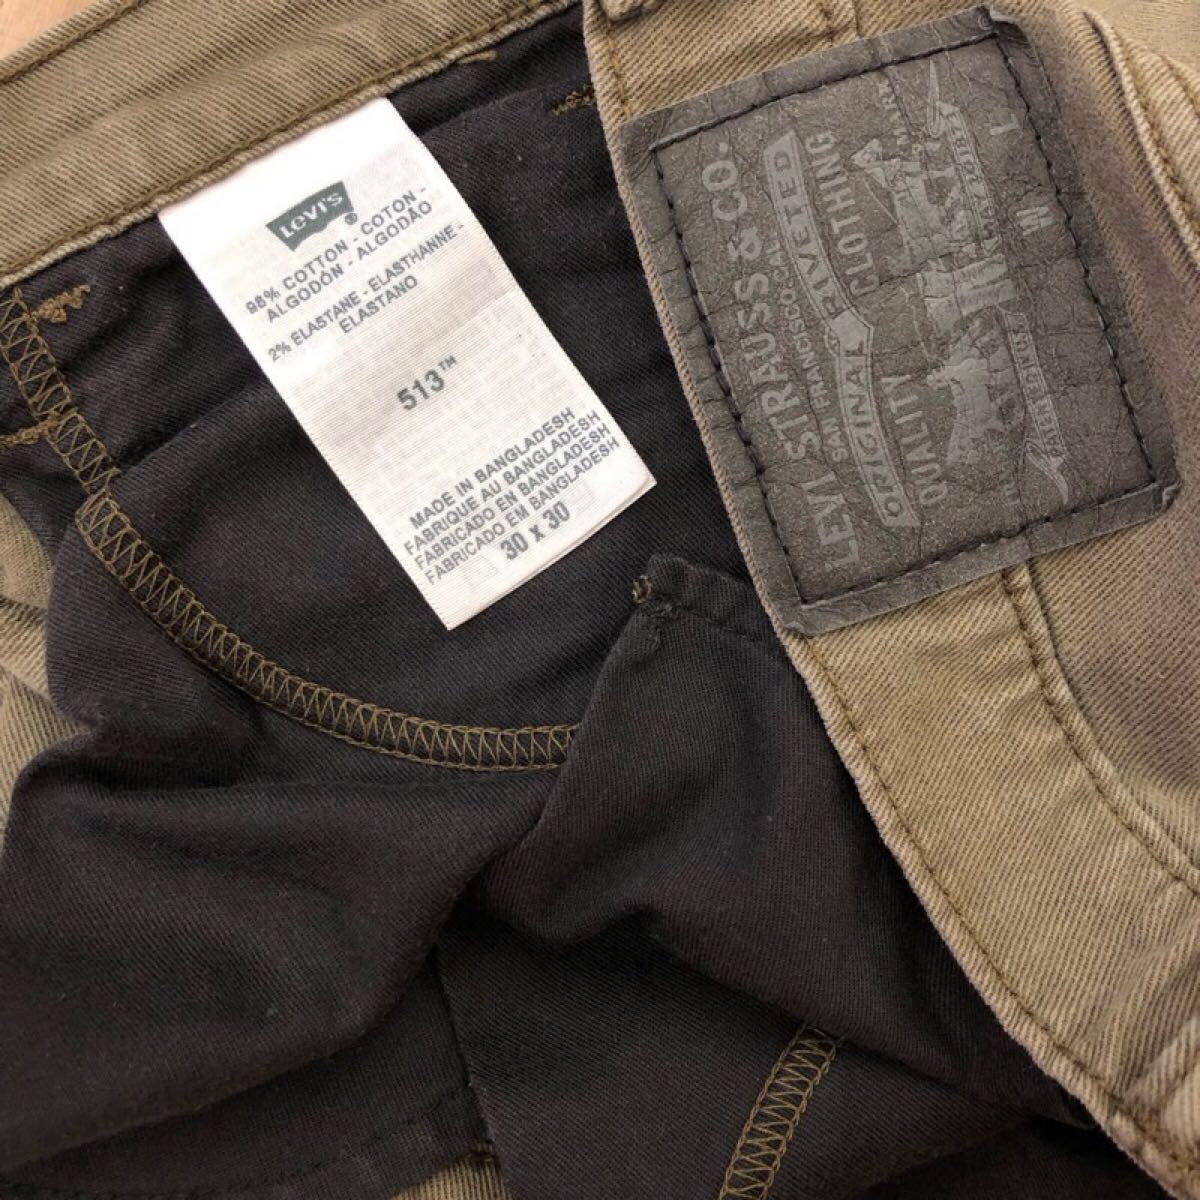 LEVI'S ®
98% COTTON - COTON -
ALGODÓN - ALGODÃO
2% ELASTANE - ELASTHANNE -
ELASTANO
513™
MADE IN BANGLADESH
FABRIQUE AU BANGLADESH
FABRICADO EN BANGLADESH
FABRICADO EM BANGLADESH
30 X 30
LEVI STRAUSS & CO.
SAN FRANCISCO, CAL.
ORIGINAL RIVETED
QUALITY CLOTHING
W L